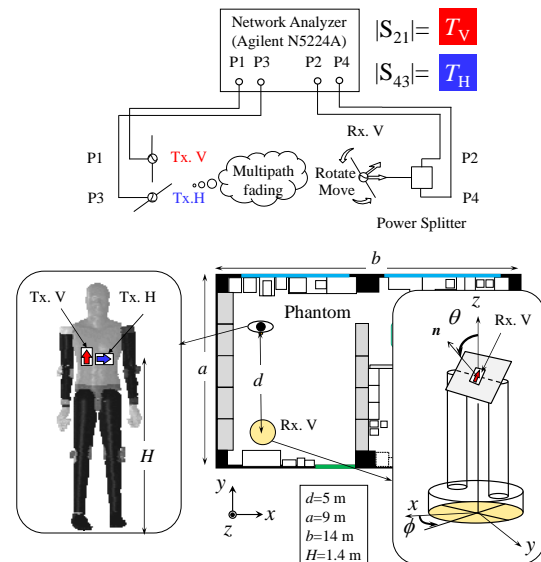 Network Analyzer
(Agilent N5224A)
P1 P3 P2 P4
|S21|= TV
|S43|= TH
Rx. V
P1
Tx. V
Multipath
fading
Rotate
Move
P2
P3
Tx.H
P4
Power Splitter
b
Tx. V Tx. H
H
a
Phantom
d
Rx. V
y
z
x
d=5 m
a=9 m
b=14 m
H=1.4 m
z
θ
n
Rx. V
x
ϕ
y